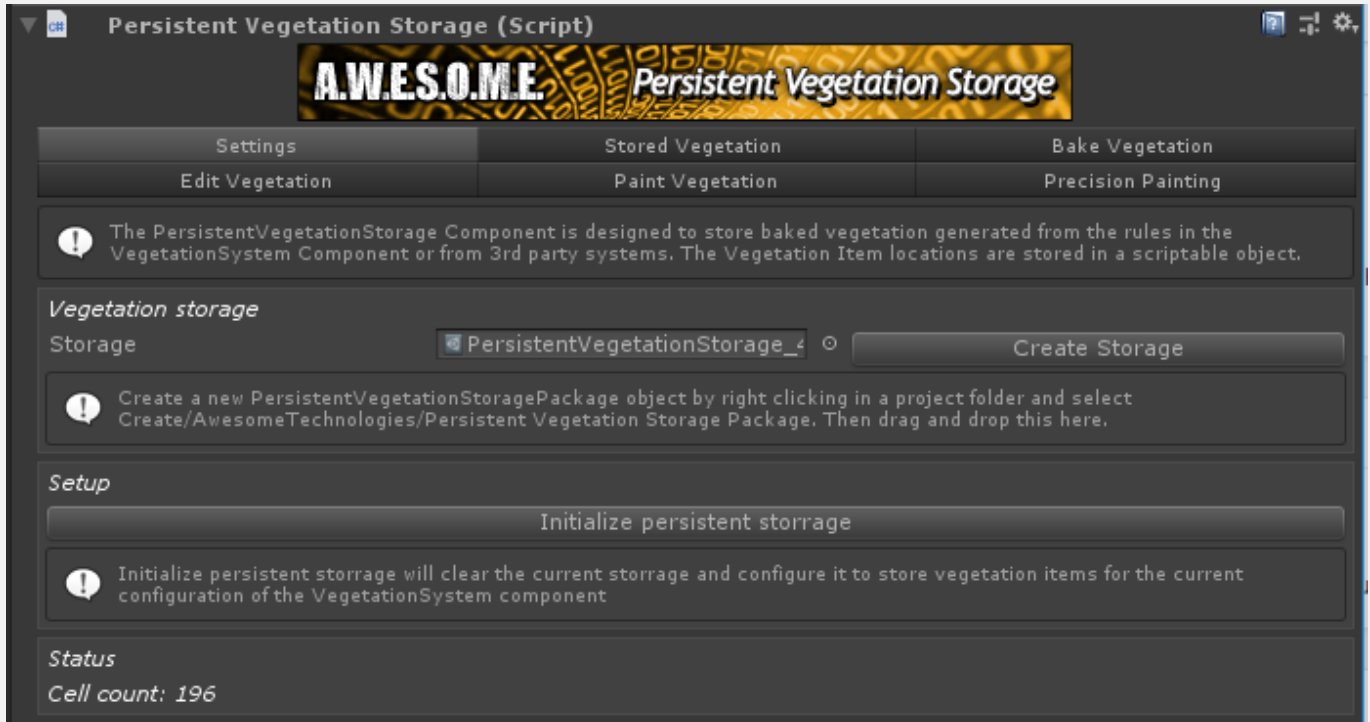 Persistent Vegetation Storage (Script)
A.W.E.S.O.M.E. Persistent Vegetation Storage
Settings Stored Vegetation Bake Vegetation
Edit Vegetation Paint Vegetation Precision Painting
The PersistentVegetationStorage Component is designed to store baked vegetation generated from the rules in the
VegetationSystem Component or from 3rd party systems. The Vegetation Item locations are stored in a scriptable object.
Vegetation storage
Storage PersistentVegetationStorage_ Create Storage
Create a new PersistentVegetationStoragePackage object by right clicking in a project folder and select
Create/AwesomeTechnologies/Persistent Vegetation Storage Package. Then drag and drop this here.
Setup
Initialize persistent storrage
Initialize persistent storrage will clear the current storrage and configure it to store vegetation items for the current
configuration of the VegetationSystem component
Status
Cell count: 196